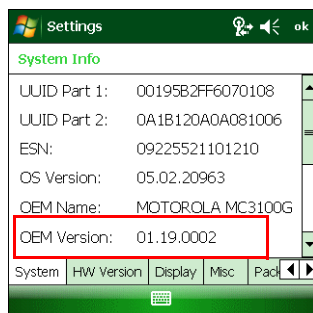 Settings
ok
System Info
UUID Part 1: 00195B2FF6070108
UUID Part 2: 0A1B120A0A081006
ESN: 09225521101210
OS Version: 05.02.20963
OEM Name: MOTOROLA MC3100G
OEM Version: 01.19.0002
System HW Version Display Misc Pack